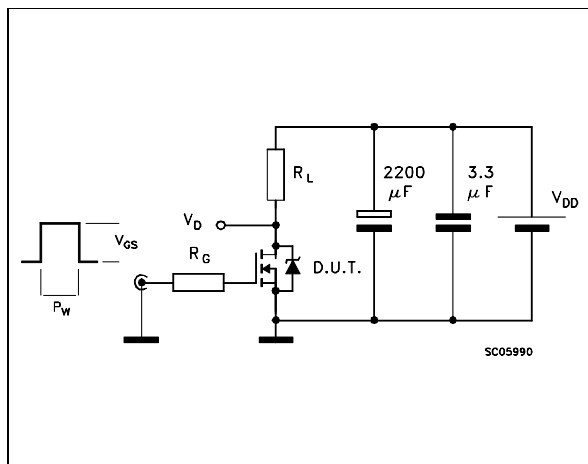 R_L
2200
μF
3.3
μF
V_DD
V_D
V_GS
R_G
D.U.T.
P_W
SC05990